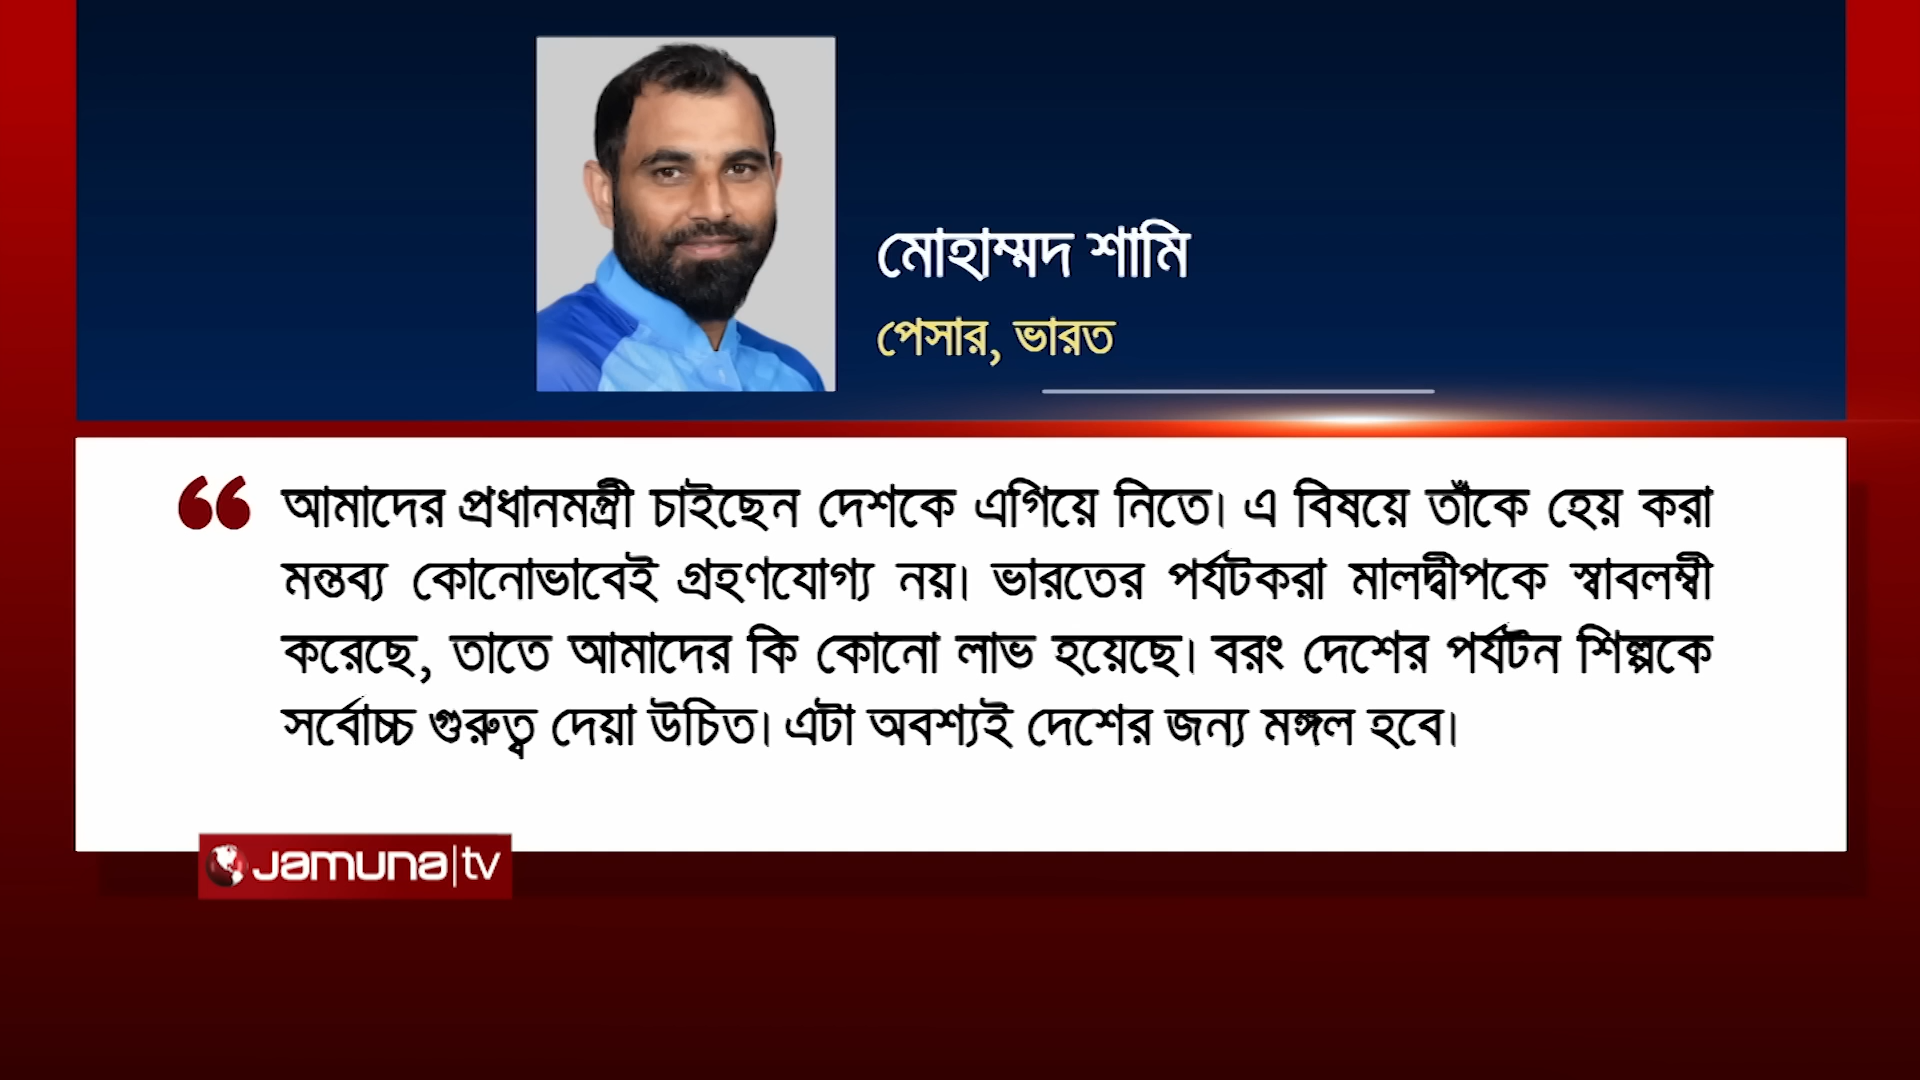 মোহাম্মদ শামি
পেসার, ভারত
“ আমাদের প্রধানমন্ত্রী চাইছেন দেশকে এগিয়ে নিতে। এ বিষয়ে তাঁকে হেয় করা
মন্তব্য কোনোভাবেই গ্রহণযোগ্য নয়। ভারতের পর্যটকরা মালদ্বীপকে স্বাবলম্বী
করেছে, তাতে আমাদের কি কোনো লাভ হয়েছে। বরং দেশের পর্যটন শিল্পকে
সর্বোচ্চ গুরুত্ব দেয়া উচিত। এটা অবশ্যই দেশের জন্য মঙ্গল হবে।
JAMUNA|tv